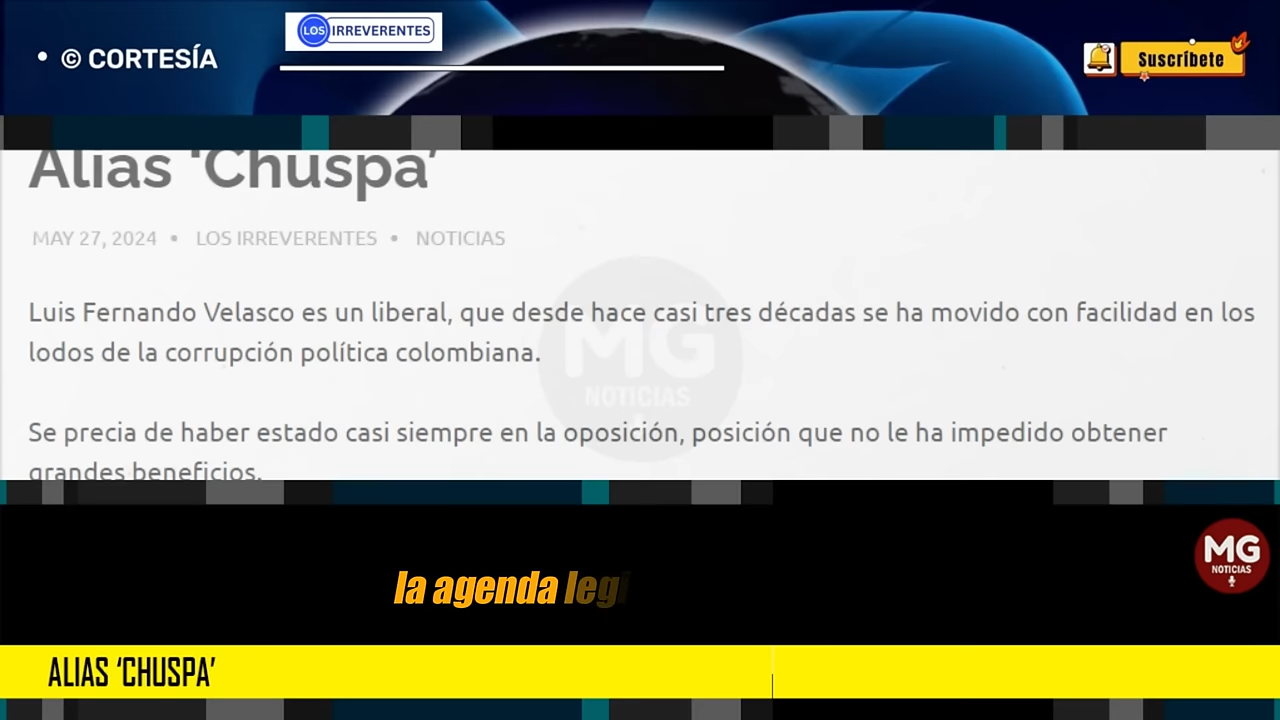 • © CORTESÍA
LOS IRREVERENTES
Suscríbete
Alias ‘Chuspa’
MAY 27, 2024 • LOS IRREVERENTES • NOTICIAS
Luis Fernando Velasco es un liberal, que desde hace casi tres décadas se ha movido con facilidad en los
lodos de la corrupción política colombiana.
MG
NOTICIAS
Se precia de haber estado casi siempre en la oposición, posición que no le ha impedido obtener
grandes beneficios.
MG
NOTICIAS
la agenda legi
ALIAS ‘CHUSPA’